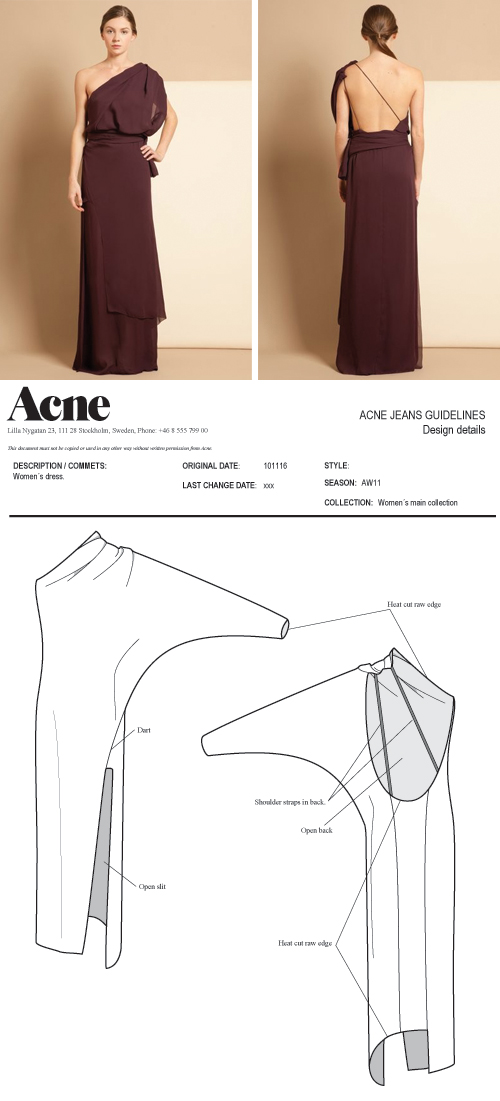 Acne
Lilla Nygatan 23, 111 28 Stockholm, Sweden, Phone: +46 8 555 799 00
This document must not be copied or used in any other way without written permission from Acne.
ACNE JEANS GUIDELINES
Design details
DESCRIPTION / COMMETS:
Women´s dress.
ORIGINAL DATE: 101116
LAST CHANGE DATE: xxx
STYLE:
SEASON: AW11
COLLECTION: Women´s main collection
Heat cut raw edge
Dart
Shoulder straps in back.
Open back
Open slit
Heat cut raw edge